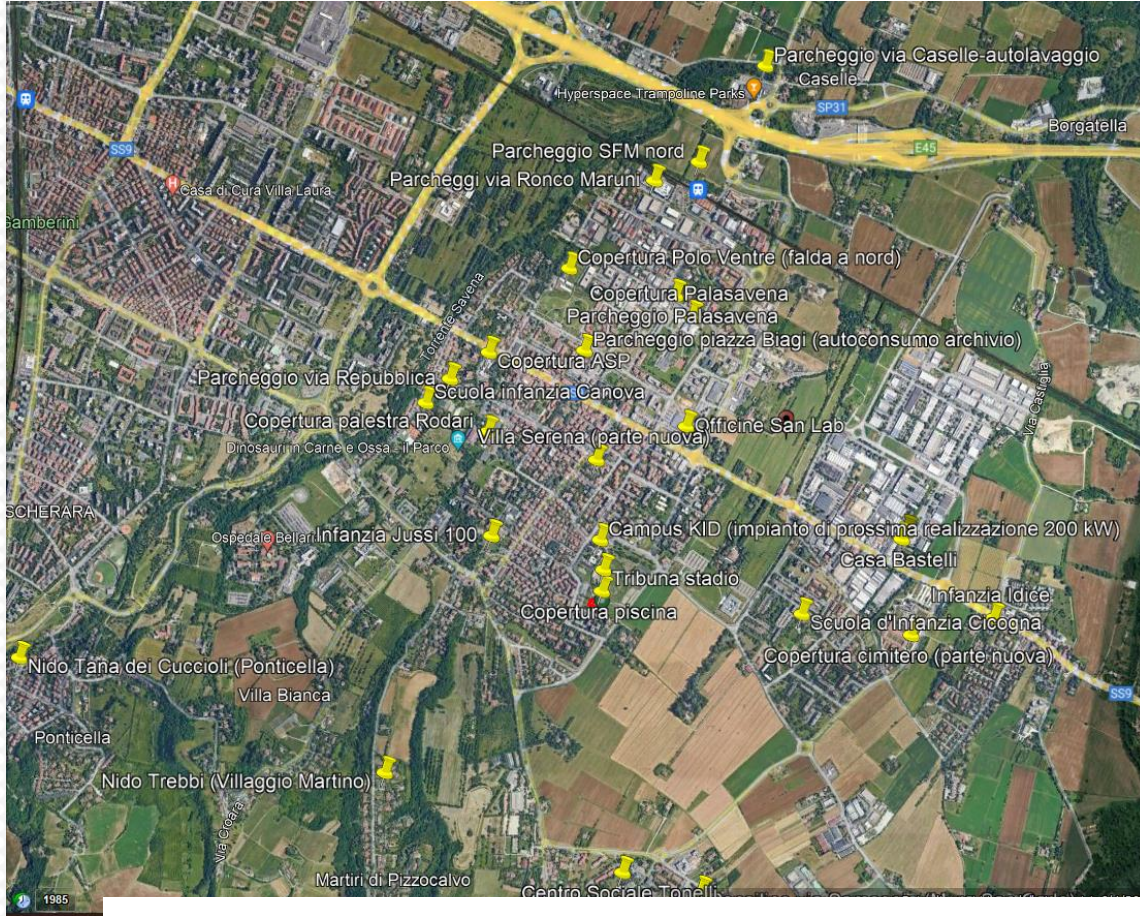 Parcheggio via Caselle-autolavaggio
Caselle
Hyperspace Trampoline Parks
SP31
Borgatella
SS9
E45
Parcheggio SFM nord
Parcheggi via Ronco Maruni
H
Casa di Cura Villa Laura
Gamberini
Copertura Polo Ventre (falda a nord)
Torrente Savena
Copertura Palasavena
Parcheggio Palasavena
Parcheggio piazza Biagi (autoconsumo archivio)
Copertura ASP
Parcheggio via Repubblica
Scuola infanzia Canova
Via Castiglia
Copertura palestra Rodari
Officine San Lab
Villa Serena (parte nuova)
Dinosauri in Carne e Ossa - il Parco
SCHERARA
Ospedale Bellari
Infanzia Jussi 100
Campus KID (impianto di prossima realizzazione 200 kW)
Casa Bastelli
Tribuna stadio
Infanzia Idice
Copertura piscina
Scuola d'Infanzia Cicogna
Copertura cimitero (parte nuova)
Nido Tana dei Cuccioli (Ponticella)
Villa Bianca
SS9
Ponticella
Nido Trebbi (Villaggio Martino)
Via Croara
Martiri di Pizzocalvo
Centro Sociale Tonelli
1985